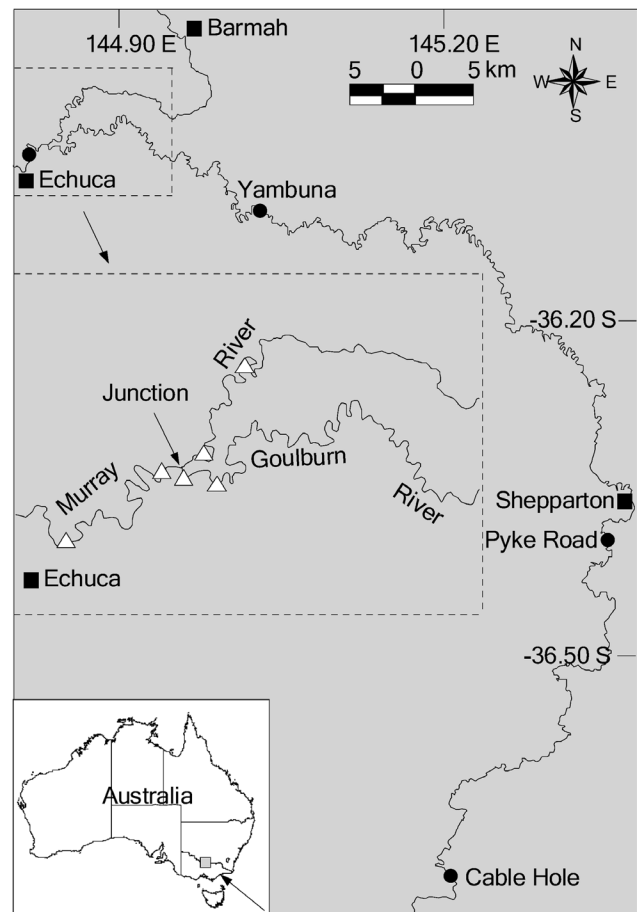 Barmah
144.90 E
145.20 E
5 0 5 km
N
W E
S
Echuca
Yambuna
-36.20 S
River
Junction
Murray
Goulburn
River
Shepparton
Pyke Road
Echuca
-36.50 S
Australia
Cable Hole